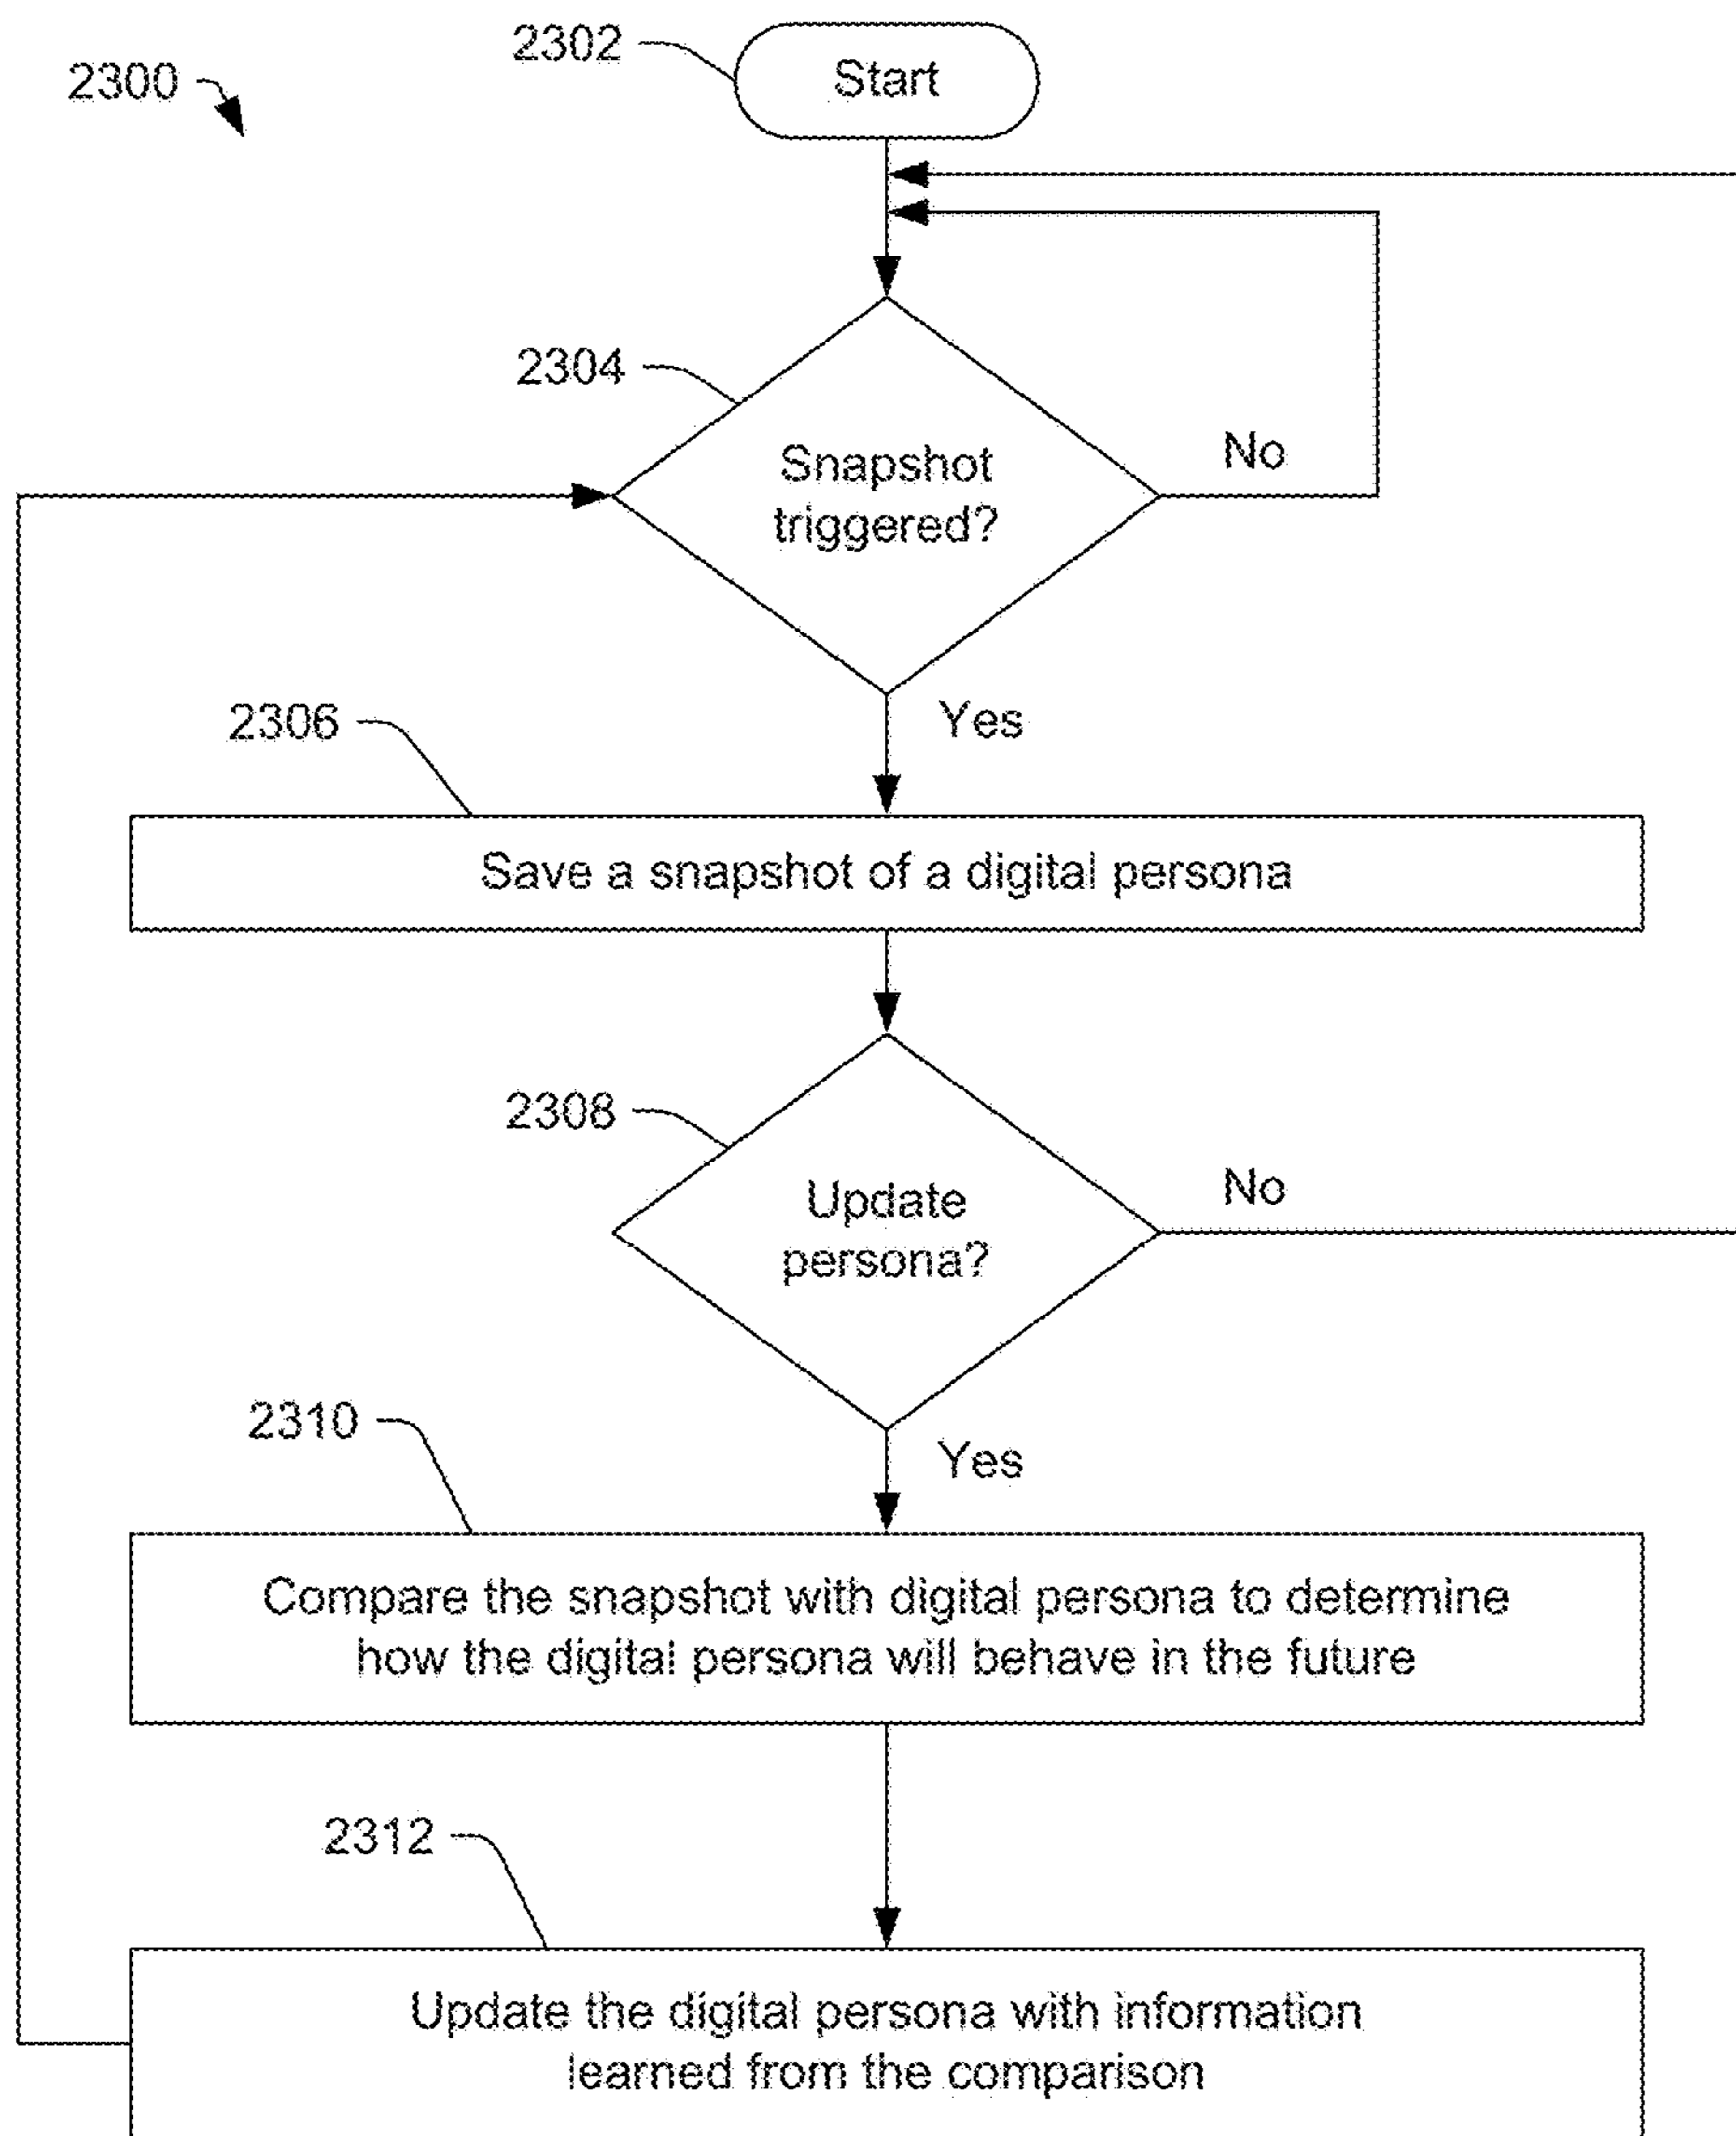 2300
2302
Start
2304
Snapshot
triggered?
No
Yes
2306
Save a snapshot of a digital persona
2308
Update
persona?
No
Yes
2310
Compare the snapshot with digital persona to determine
how the digital persona will behave in the future
2312
Update the digital persona with information
learned from the comparison